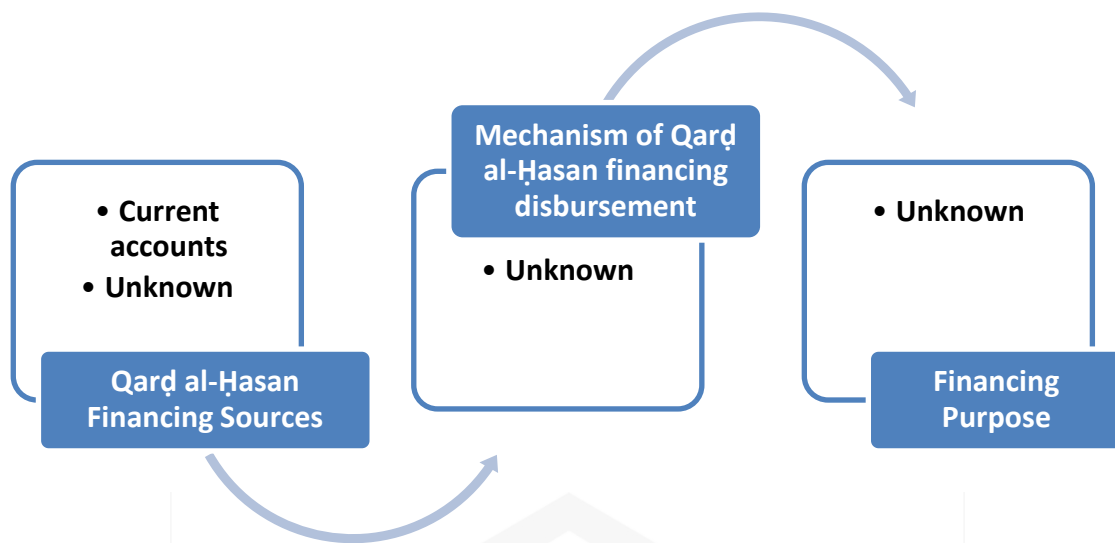 • Current
accounts
• Unknown
Qarḍ al-Ḥasan
Financing Sources
Mechanism of Qarḍ
al-Ḥasan financing
disbursement
• Unknown
• Unknown
Financing
Purpose